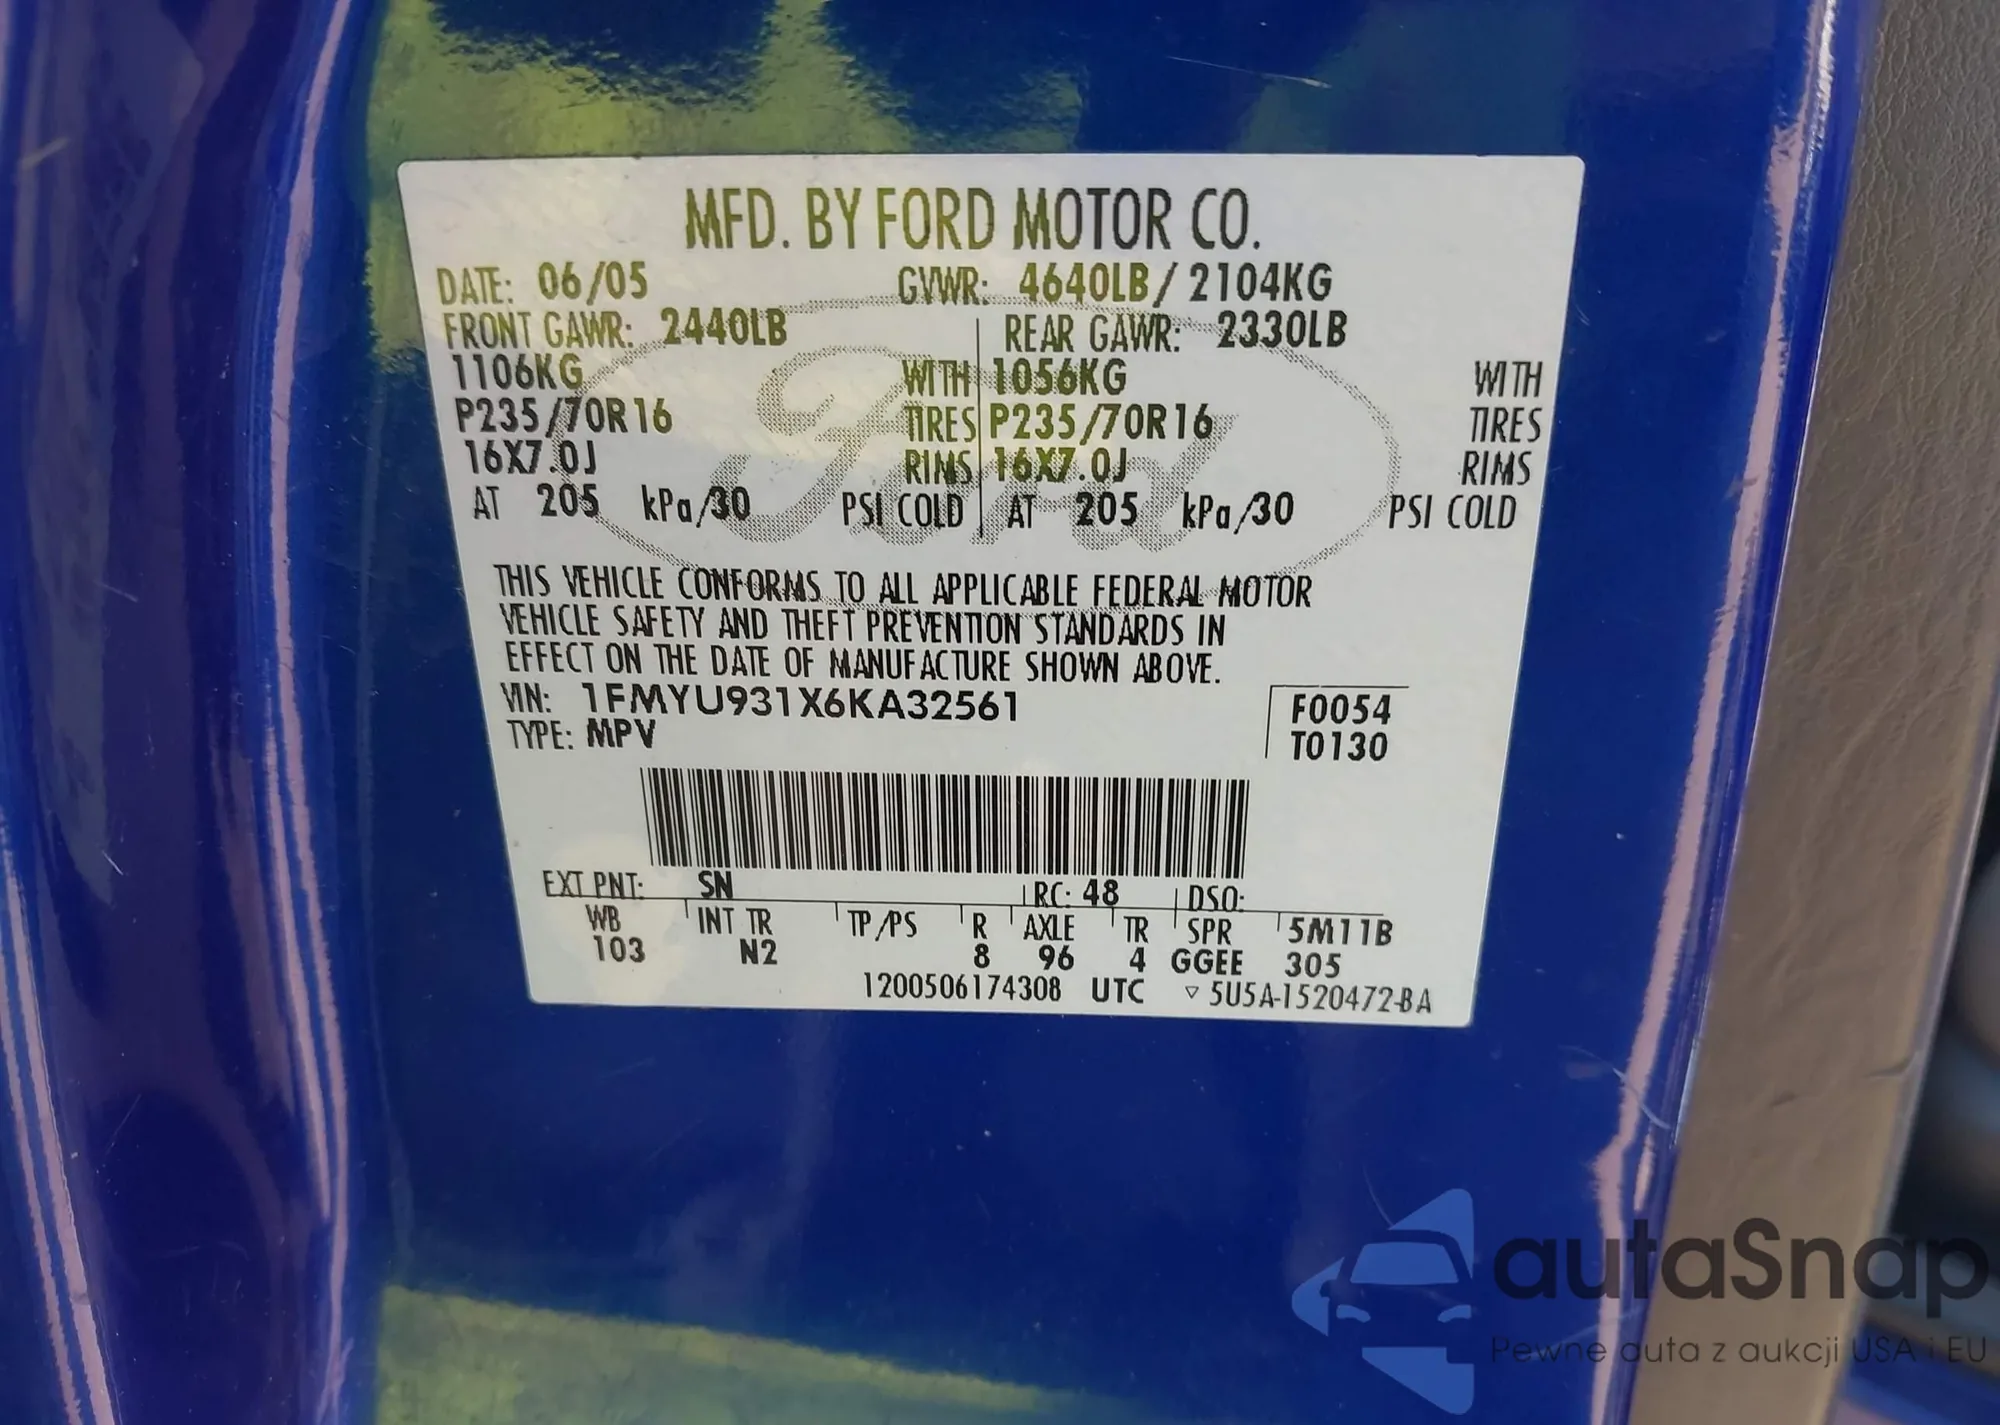 MFD. BY FORD MOTOR CO.
DATE: 06/05 GVWR: 4640LB / 2104KG
FRONT GAWR: 2440LB REAR GAWR: 2330LB
1106KG WITH 1056KG WITH
P235/70R16 TIRES P235/70R16 TIRES
16X7.0J RIMS 16X7.0J RIMS
AT 205 kPa/30 PSI COLD AT 205 kPa/30 PSI COLD
Ford
THIS VEHICLE CONFORMS TO ALL APPLICABLE FEDERAL MOTOR
VEHICLE SAFETY AND THEFT PREVENTION STANDARDS IN
EFFECT ON THE DATE OF MANUFACTURE SHOWN ABOVE.
VIN: 1FMYU931X6KA32561 F0054
TYPE: MPV T0130
EXT PNT: SN RC: 48 DSO:
WB INT TR TP/PS R AXLE TR SPR 5M11B
103 N2 8 96 4 GGEE 305
1200506174308 UTC ▽ 5U5A-1520472-BA
autaSnap
Pewne auta z aukcji USA i EU